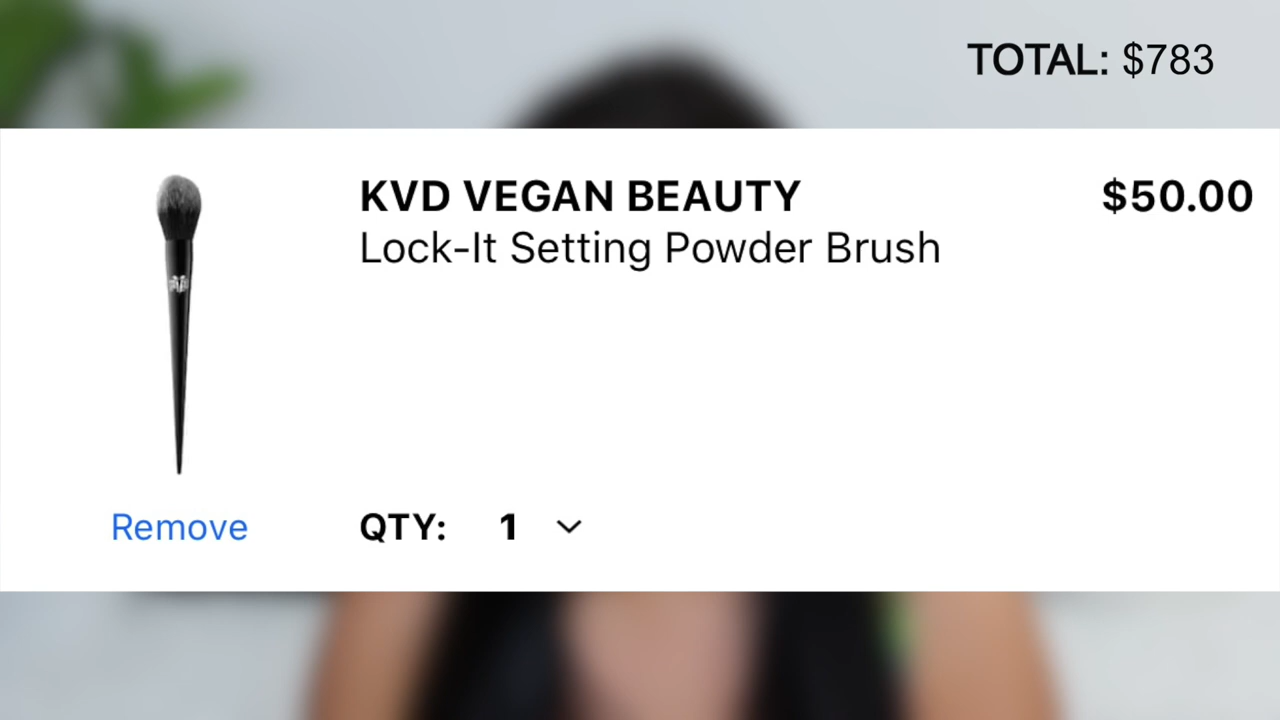 TOTAL: $783
KVD VEGAN BEAUTY $50.00
Lock-It Setting Powder Brush
Remove QTY: 1